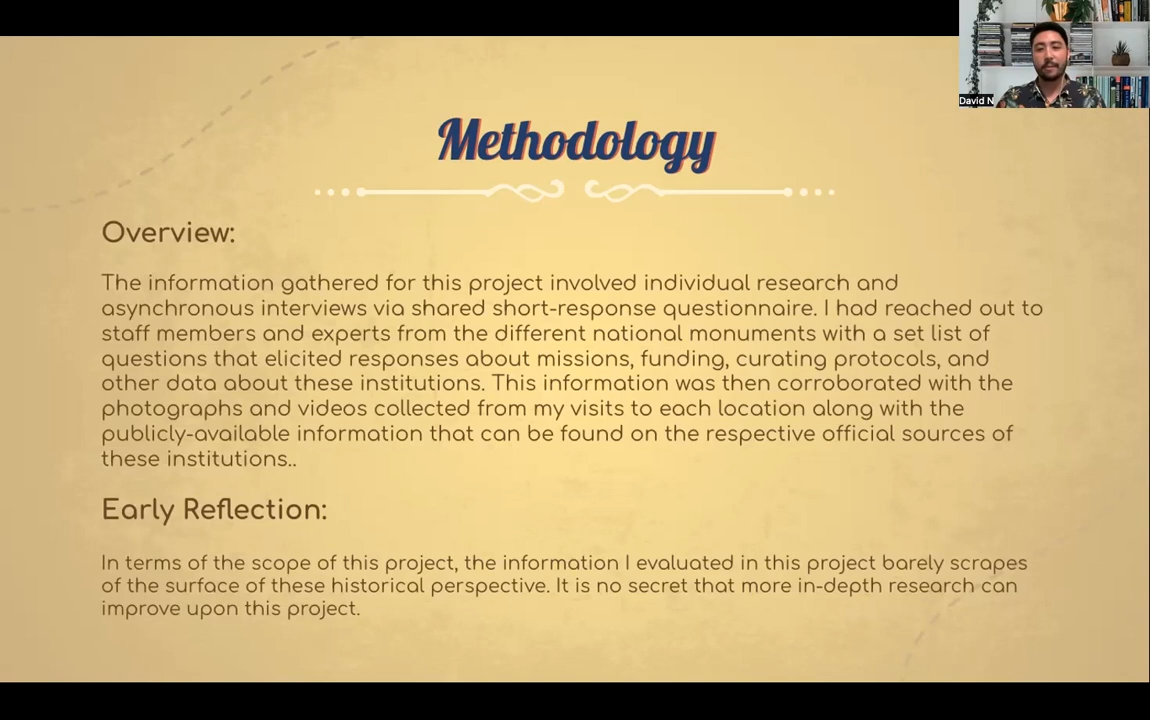 David N
Methodology
Overview:
The information gathered for this project involved individual research and
asynchronous interviews via shared short-response questionnaire. I had reached out to
staff members and experts from the different national monuments with a set list of
questions that elicited responses about missions, funding, curating protocols, and
other data about these institutions. This information was then corroborated with the
photographs and videos collected from my visits to each location along with the
publicly-available information that can be found on the respective official sources of
these institutions..
Early Reflection:
In terms of the scope of this project, the information I evaluated in this project barely scrapes
of the surface of these historical perspective. It is no secret that more in-depth research can
improve upon this project.